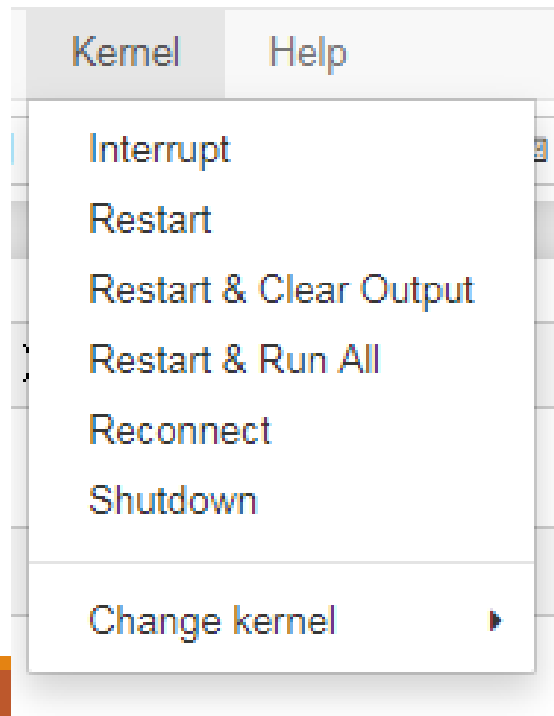 Kernel Help
Interrupt
Restart
Restart & Clear Output
Restart & Run All
Reconnect
Shutdown
Change kernel